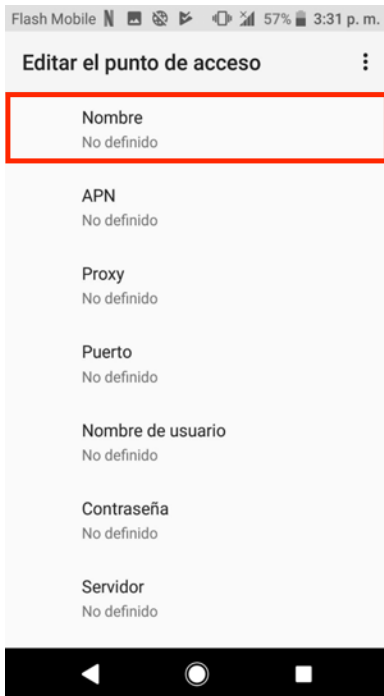 Flash Mobile 57% 3:31 p. m.
Editar el punto de acceso
Nombre
No definido
APN
No definido
Proxy
No definido
Puerto
No definido
Nombre de usuario
No definido
Contraseña
No definido
Servidor
No definido